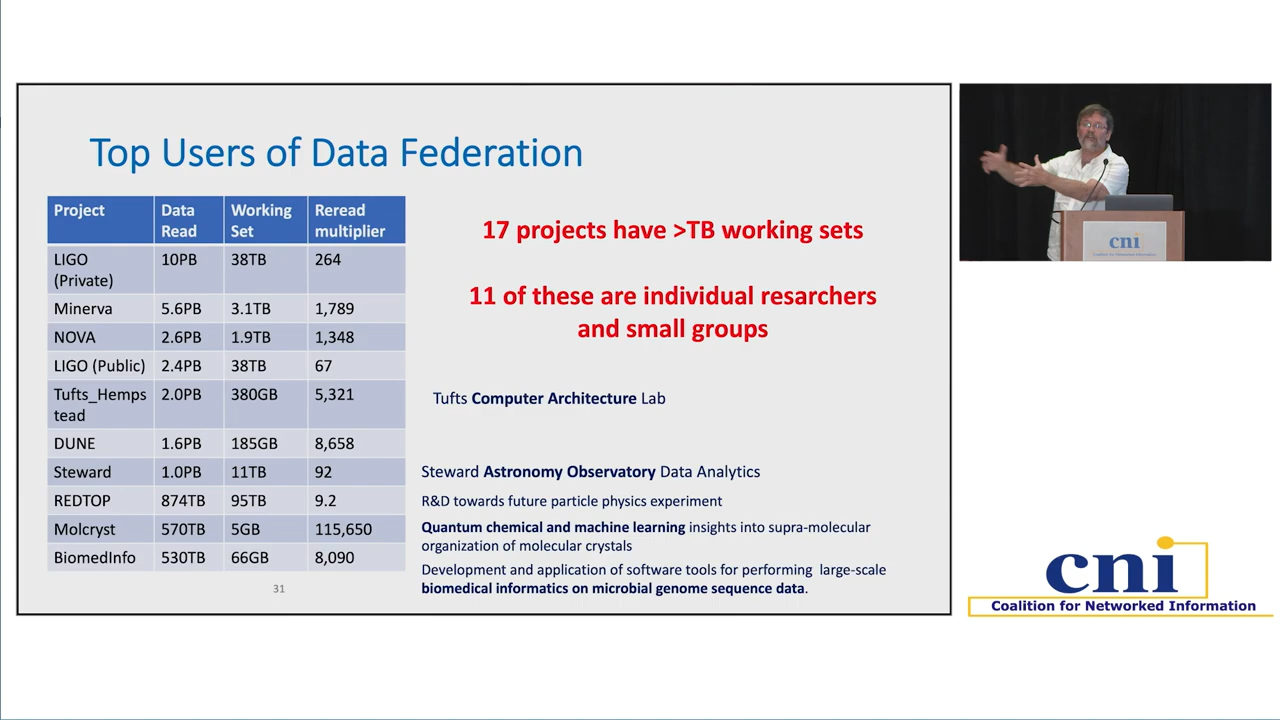 Top Users of Data Federation
Project Data Read Working Set Reread multiplier
LIGO (Private) 10PB 38TB 264
Minerva 5.6PB 3.1TB 1,789
NOVA 2.6PB 1.9TB 1,348
LIGO (Public) 2.4PB 38TB 67
Tufts_Hempstead 2.0PB 380GB 5,321
DUNE 1.6PB 185GB 8,658
Steward 1.0PB 11TB 92
REDTOP 874TB 95TB 9.2
Molcryst 570TB 5GB 115,650
BiomedInfo 530TB 66GB 8,090
17 projects have >TB working sets
11 of these are individual resarchers
and small groups
Tufts Computer Architecture Lab
Steward Astronomy Observatory Data Analytics
R&D towards future particle physics experiment
Quantum chemical and machine learning insights into supra-molecular
organization of molecular crystals
Development and application of software tools for performing large-scale
biomedical informatics on microbial genome sequence data.
31
cni
Coalition for Networked Information
cni
Coalition for Networked Information